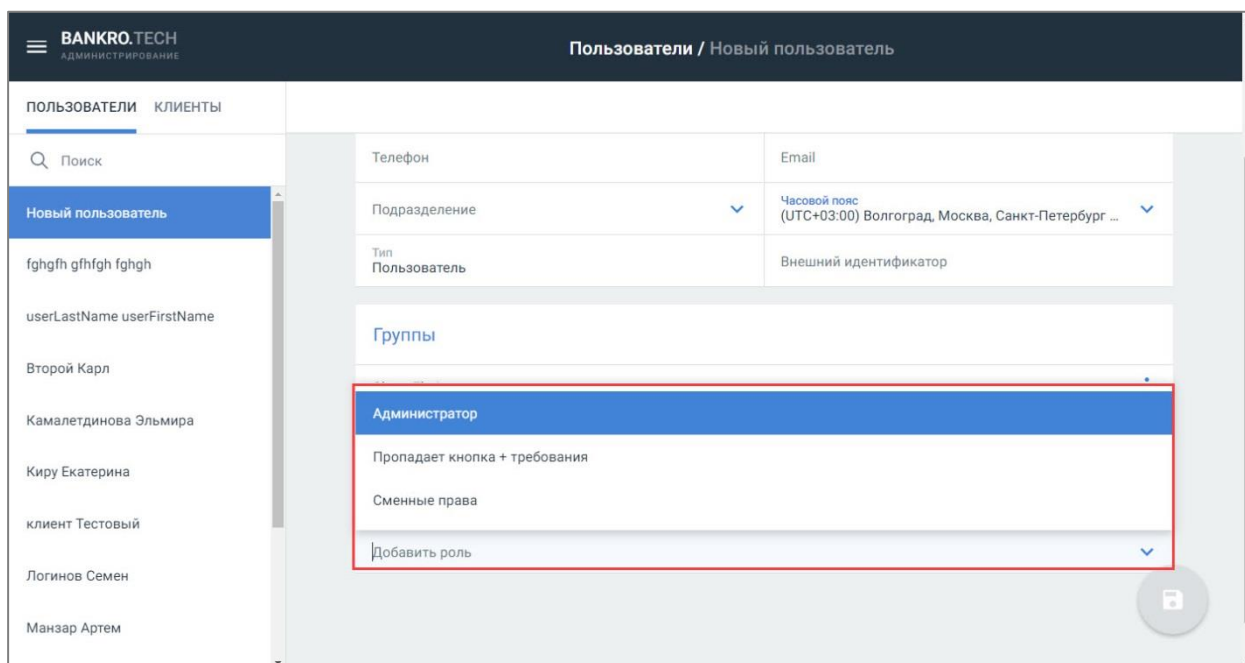 BANKRO.TECH
АДМИНИСТРИРОВАНИЕ
Пользователи / Новый пользователь
ПОЛЬЗОВАТЕЛИ КЛИЕНТЫ
Поиск
Новый пользователь
fghgfh gfhfgh fghgh
userLastName userFirstName
Второй Карл
Камалетдинова Эльмира
Киру Екатерина
клиент Тестовый
Логинов Семен
Манзар Артем
Телефон
Email
Подразделение
Часовой пояс
(UTC+03:00) Волгоград, Москва, Санкт-Петербург ...
Тип
Пользователь
Внешний идентификатор
Группы
Администратор
Пропадает кнопка + требования
Сменные права
Добавить роль